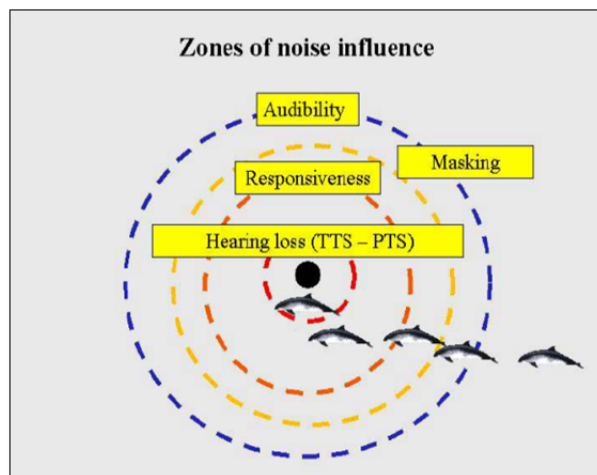 Zones of noise influence
Audibility
Masking
Responsiveness
Hearing loss (TTS – PTS)